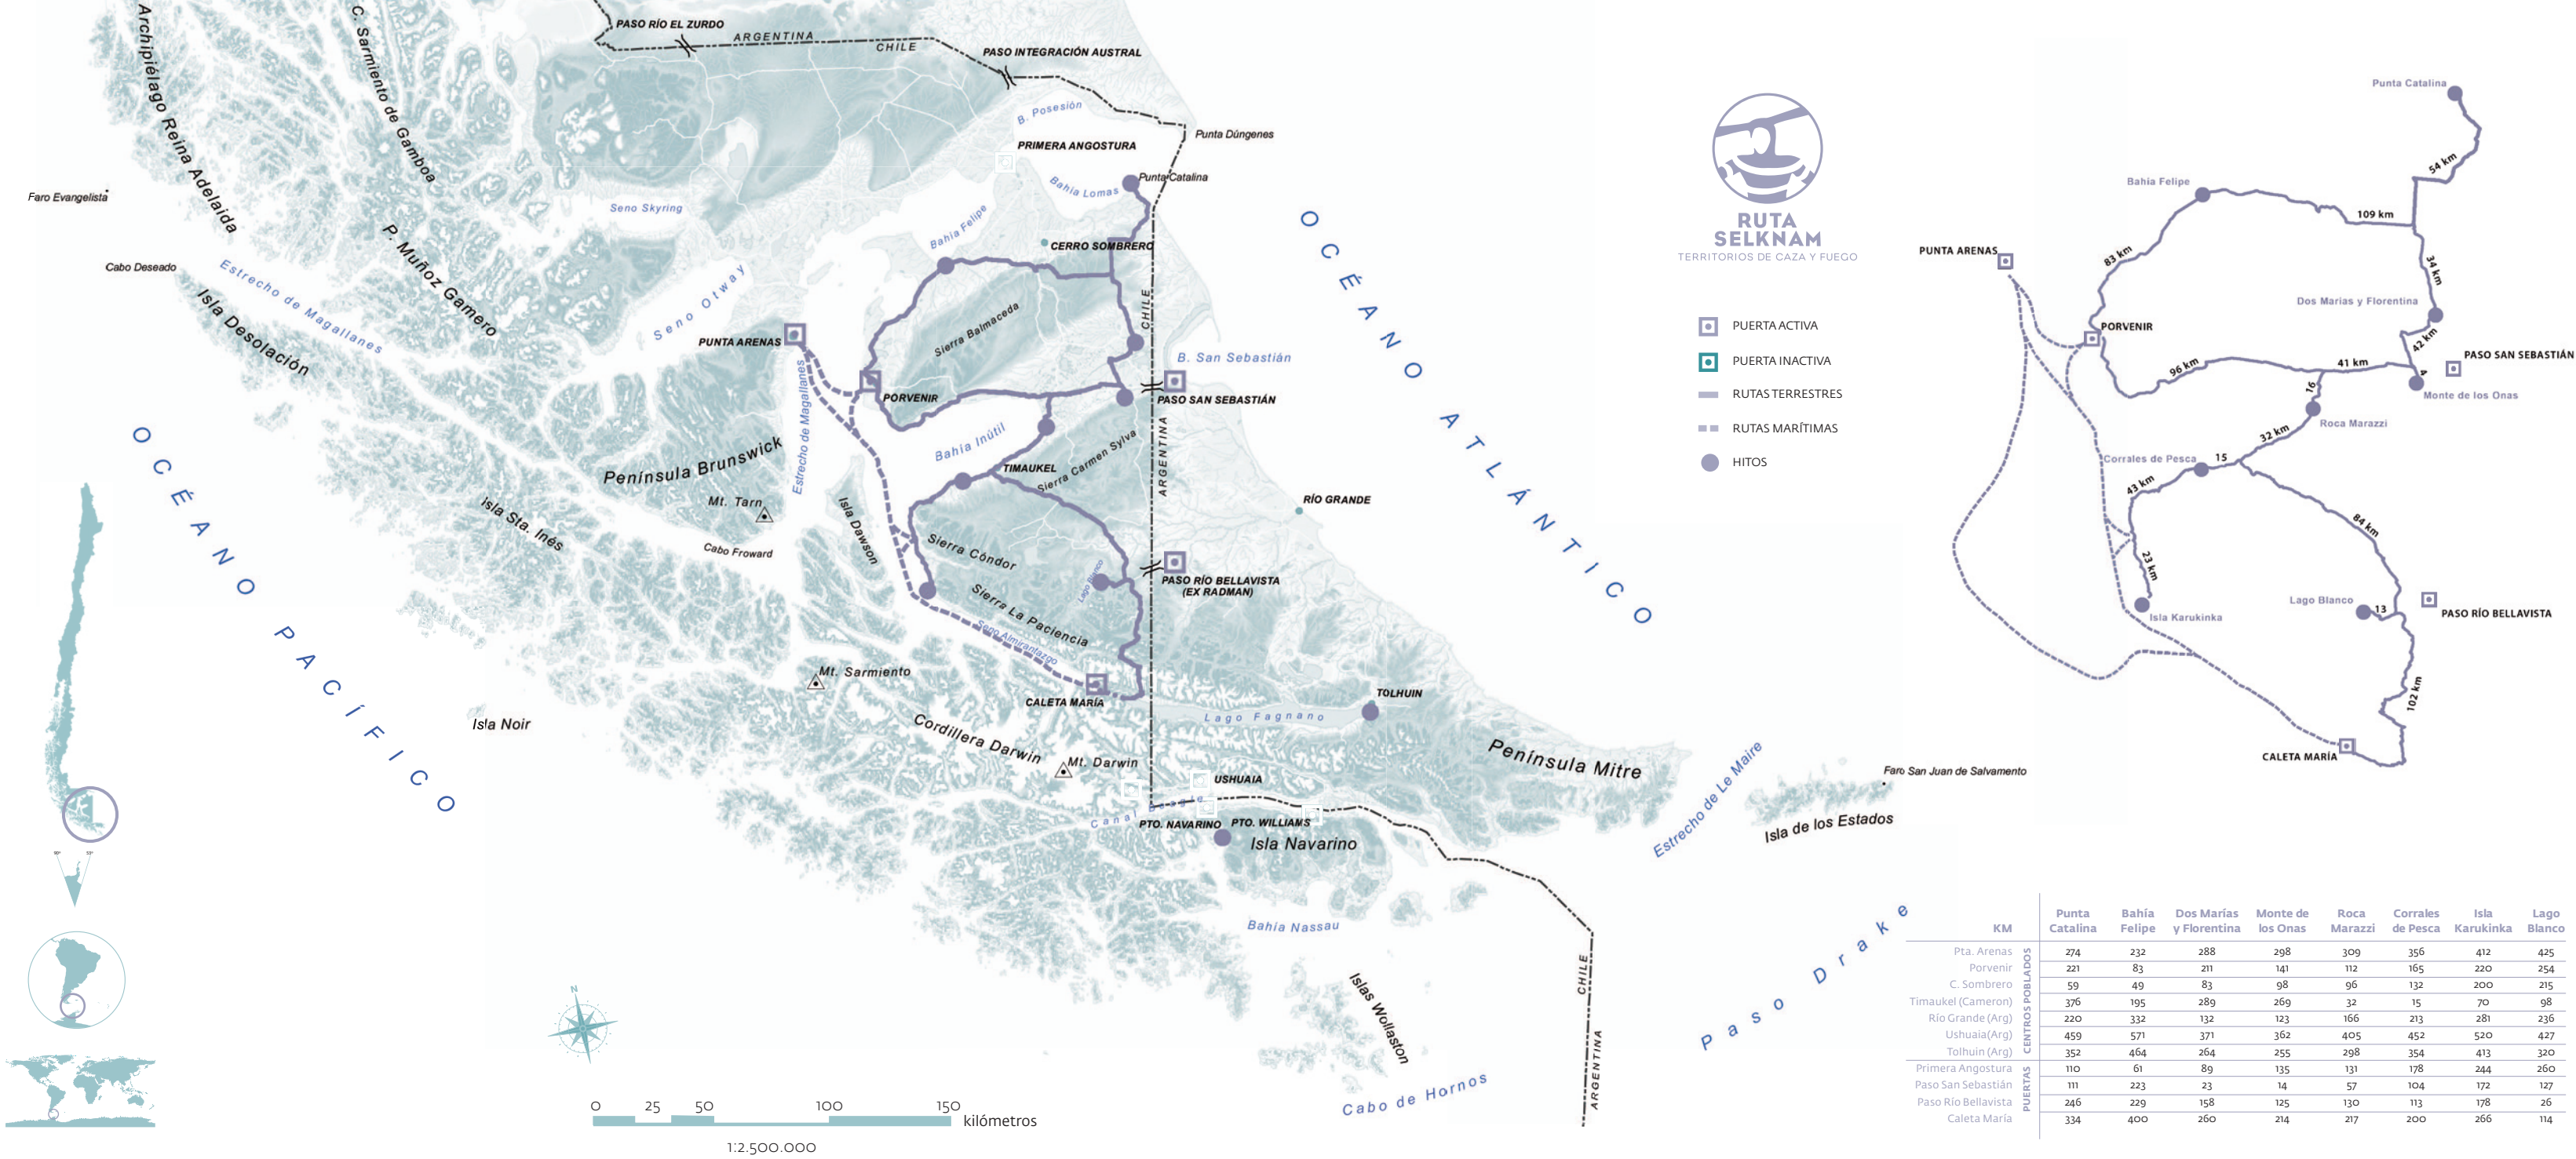 PASO RÍO EL ZURDO
ARGENTINA
CHILE
PASO INTEGRACIÓN AUSTRAL
Archipiélago Reina Adelaida
C. Sarmiento de Gamboa
B. Posesión
Punta Dúngenes
PRIMERA ANGOSTURA
Punta Catalina
Bahía Lomas
Faro Evangelista
Seno Skyring
Bahía Felipe
CERRO SOMBRERO
P. Muñoz Gamero
Cabo Deseado
Estrecho de Magallanes
Isla Desolación
Seno Otway
Sierra Balmaceda
CHILE
PUNTA ARENAS
B. San Sebastián
Estrecho de Magallanes
PORVENIR
PASO SAN SEBASTIÁN
OCÉANO ATLÁNTICO
Bahía Inútil
ARGENTINA
Península Brunswick
TIMAUKEL
Sierra Carmen Sylva
Mt. Tarn
Isla Dawson
RÍO GRANDE
Isla Sta. Inés
Cabo Froward
Sierra Cóndor
Lago Blanco
PASO RÍO BELLAVISTA
(EX RADMAN)
Sierra La Paciencia
Seno Almirantazgo
OCÉANO PACÍFICO
Mt. Sarmiento
CALETA MARÍA
TOLHUIN
Isla Noir
Lago Fagnano
Cordillera Darwin
Mt. Darwin
Península Mitre
USHUAIA
Estrecho de Le Maire
Faro San Juan de Salvamento
Isla de los Estados
Canal Beagle
PTO. NAVARINO
PTO. WILLIAMS
Isla Navarino
Bahía Nassau
Islas Wollaston
CHILE
ARGENTINA
Cabo de Hornos
Paso Drake
N
0 25 50 100 150
kilómetros
1:2.500.000
RUTA
SELKNAM
TERRITORIOS DE CAZA Y FUEGO
PUERTA ACTIVA
PUERTA INACTIVA
RUTAS TERRESTRES
RUTAS MARÍTIMAS
HITOS
Punta Catalina
54 km
Bahía Felipe
109 km
PUNTA ARENAS
83 km
34 km
Dos Marias y Florentina
PORVENIR
42 km
PASO SAN SEBASTIÁN
96 km
41 km
4
16
Monte de los Onas
Roca Marazzi
32 km
Corrales de Pesca
15
43 km
84 km
23 km
Isla Karukinka
Lago Blanco
13
PASO RÍO BELLAVISTA
102 km
CALETA MARÍA
KM Punta Catalina Bahía Felipe Dos Marías y Florentina Monte de los Onas Roca Marazzi Corrales de Pesca Isla Karukinka Lago Blanco
CENTROS POBLADOS
Pta. Arenas 274 232 288 298 309 356 412 425
Porvenir 221 83 211 141 112 165 220 254
C. Sombrero 59 49 83 98 96 132 200 215
Timaukel (Cameron) 376 195 289 269 32 15 70 98
Río Grande (Arg) 220 332 132 123 166 213 281 236
Ushuaia(Arg) 459 571 371 362 405 452 520 427
Tolhuin (Arg) 352 464 264 255 298 354 413 320
PUERTAS
Primera Angostura 110 61 89 135 131 178 244 260
Paso San Sebastián 111 223 23 14 57 104 172 127
Paso Río Bellavista 246 229 158 125 130 113 178 26
Caleta María 334 400 260 214 217 200 266 114